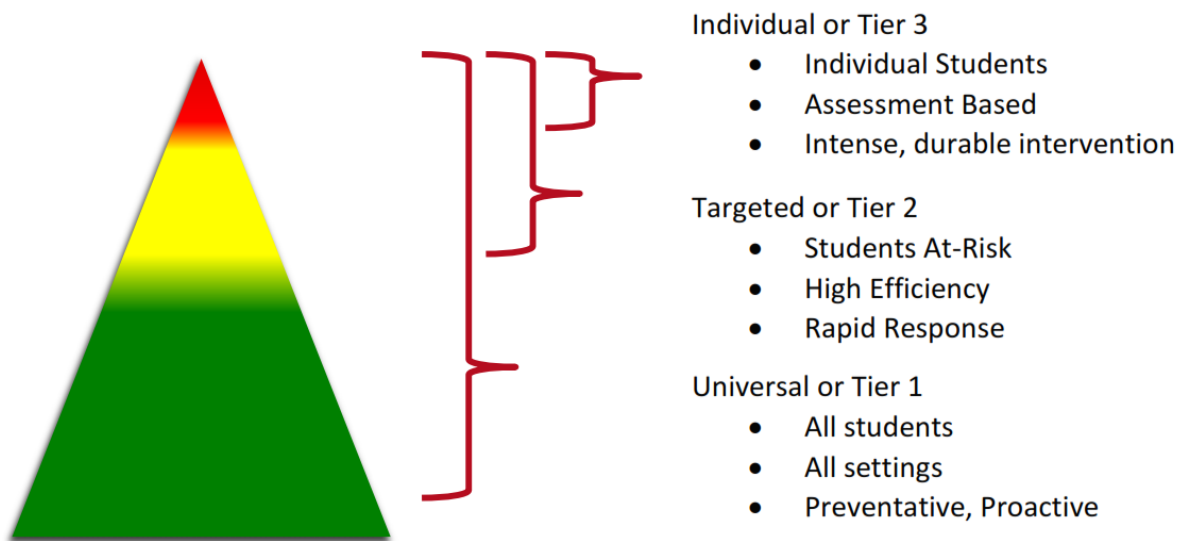 Individual or Tier 3
• Individual Students
• Assessment Based
• Intense, durable intervention
Targeted or Tier 2
• Students At-Risk
• High Efficiency
• Rapid Response
Universal or Tier 1
• All students
• All settings
• Preventative, Proactive